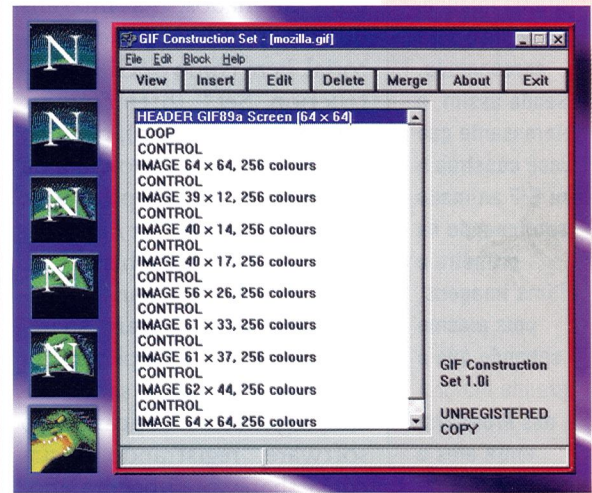 N
N
N
N
N
GIF Construction Set - [mozilla.gif]
File Edit Block Help
View Insert Edit Delete Merge About Exit
HEADER GIF89a Screen (64 x 64)
LOOP
CONTROL
IMAGE 64 x 64, 256 colours
CONTROL
IMAGE 39 x 12, 256 colours
CONTROL
IMAGE 40 x 14, 256 colours
CONTROL
IMAGE 40 x 17, 256 colours
CONTROL
IMAGE 56 x 26, 256 colours
CONTROL
IMAGE 61 x 33, 256 colours
CONTROL
IMAGE 61 x 37, 256 colours
CONTROL
IMAGE 62 x 44, 256 colours
CONTROL
IMAGE 64 x 64, 256 colours
GIF Construction
Set 1.0i
UNREGISTERED
COPY